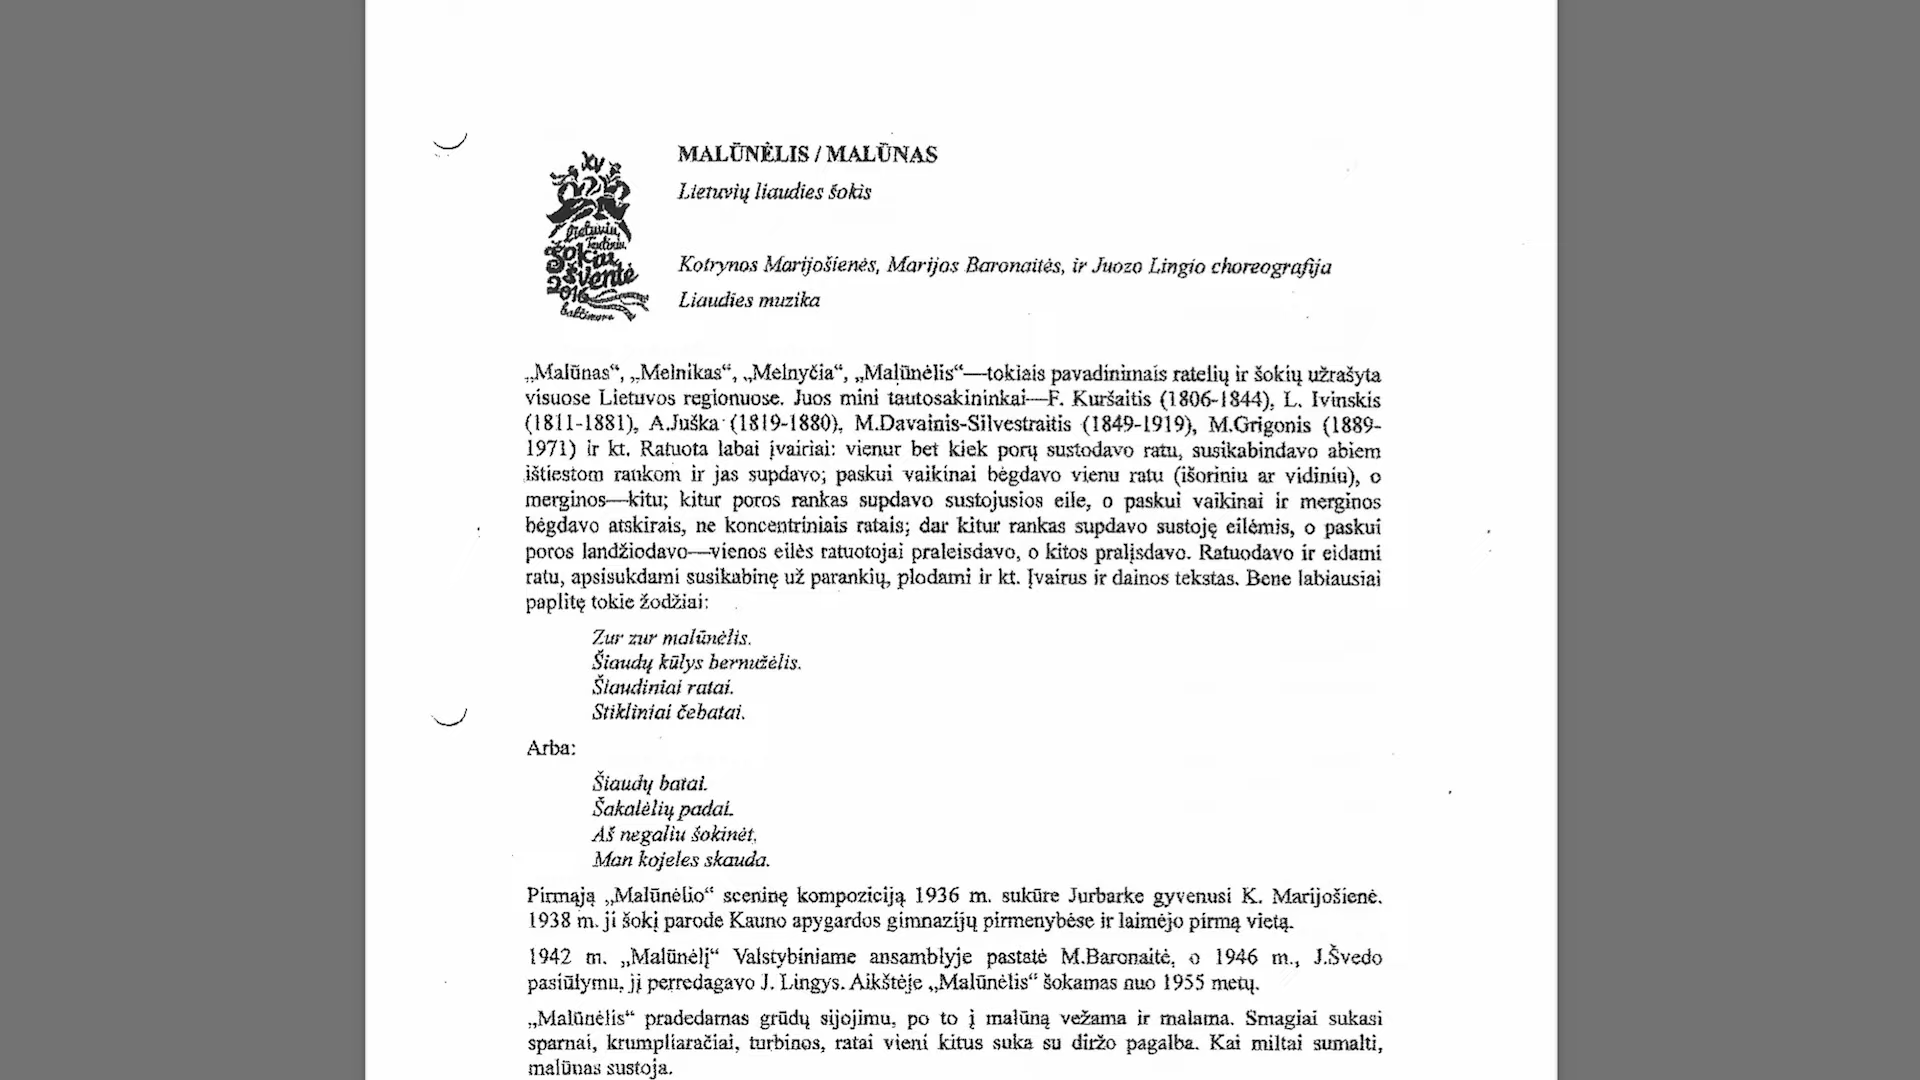 XV
Lietuvių
Tautinių
šokių
šventė
2016
baltimore
MALŪNĖLIS / MALŪNAS
Lietuvių liaudies šokis
Kotrynos Marijošienės, Marijos Baronaitės, ir Juozo Lingio choreografija
Liaudies muzika
„Malūnas“, „Melnikas“, „Melnyčia“, „Malūnėlis“—tokiais pavadinimais ratelių ir šokių užrašyta
visuose Lietuvos regionuose. Juos mini tautosakininkai—F. Kuršaitis (1806-1844), L. Ivinskis
(1811-1881), A.Juška (1819-1880), M.Davainis-Silvestraitis (1849-1919), M.Grigonis (1889-
1971) ir kt. Ratuota labai įvairiai: vienur bet kiek porų sustodavo ratu, susikabindavo abiem
ištiestom rankom ir jas supdavo; paskui vaikinai bėgdavo vienu ratu (išoriniu ar vidiniu), o
merginos—kitu; kitur poros rankas supdavo sustojusios eile, o paskui vaikinai ir merginos
bėgdavo atskirais, ne koncentriniais ratais; dar kitur rankas supdavo sustoję eilėmis, o paskui
poros landžiodavo—vienos eilės ratuotojai praleisdavo, o kitos pralįsdavo. Ratuodavo ir eidami
ratu, apsisukdami susikabinę už parankių, plodami ir kt. Įvairus ir dainos tekstas. Bene labiausiai
paplitę tokie žodžiai:
Zur zur malūnėlis.
Šiaudų kūlys bernužėlis.
Šiaudiniai ratai.
Stikliniai čebatai.
Arba:
Šiaudų batai.
Šakalėlių padai.
Aš negaliu šokinėt.
Man kojeles skauda.
Pirmąją „Malūnėlio“ sceninę kompoziciją 1936 m. sukūrė Jurbarke gyvenusi K. Marijošienė.
1938 m. ji šokį parodė Kauno apygardos gimnazijų pirmenybėse ir laimėjo pirmą vietą.
1942 m. „Malūnėlį“ Valstybiniame ansamblyje pastatė M.Baronaitė, o 1946 m., J.Švedo
pasiūlymu, jį perredagavo J. Lingys. Aikštėje „Malūnėlis“ šokamas nuo 1955 metų.
„Malūnėlis“ pradedamas grūdų sijojimu, po to į malūną vežama ir malama. Smagiai sukasi
sparnai, krumpliaračiai, turbinos, ratai vieni kitus suka su diržo pagalba. Kai miltai sumalti,
malūnas sustoja.